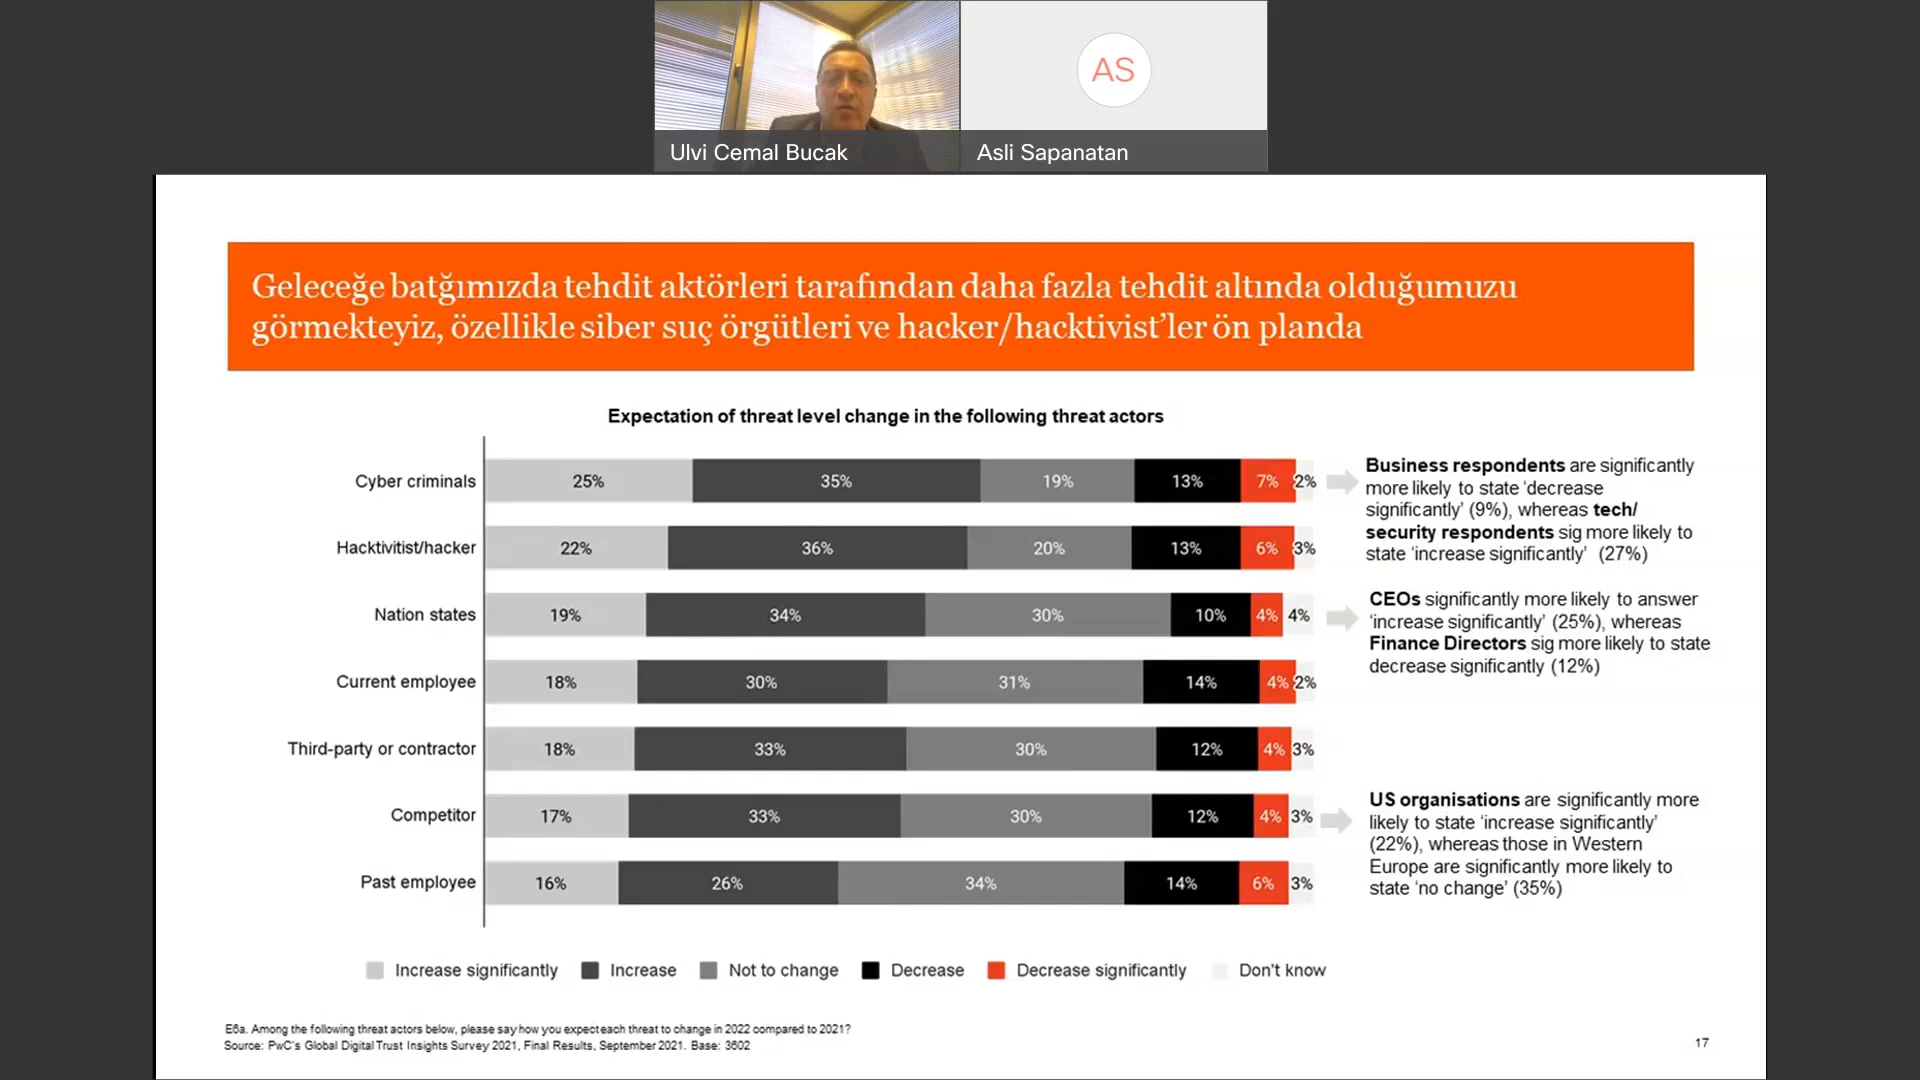 AS
Ulvi Cemal Bucak
Asli Sapanatan
Geleceğe batğımızda tehdit aktörleri tarafından daha fazla tehdit altında olduğumuzu
görmekteyiz, özellikle siber suç örgütleri ve hacker/hacktivist’ler ön planda
Expectation of threat level change in the following threat actors
Cyber criminals 25% 35% 19% 13% 7% 2%
Hacktivitist/hacker 22% 36% 20% 13% 6% 3%
Nation states 19% 34% 30% 10% 4% 4%
Current employee 18% 30% 31% 14% 4% 2%
Third-party or contractor 18% 33% 30% 12% 4% 3%
Competitor 17% 33% 30% 12% 4% 3%
Past employee 16% 26% 34% 14% 6% 3%
Business respondents are significantly
more likely to state ‘decrease
significantly’ (9%), whereas tech/
security respondents sig more likely to
state ‘increase significantly’ (27%)
CEOs significantly more likely to answer
‘increase significantly’ (25%), whereas
Finance Directors sig more likely to state
decrease significantly (12%)
US organisations are significantly more
likely to state ‘increase significantly’
(22%), whereas those in Western
Europe are significantly more likely to
state ‘no change’ (35%)
Increase significantly Increase Not to change Decrease Decrease significantly Don't know
E6a. Among the following threat actors below, please say how you expect each threat to change in 2022 compared to 2021?
Source: PwC’s Global Digital Trust Insights Survey 2021, Final Results, September 2021. Base: 3602
17